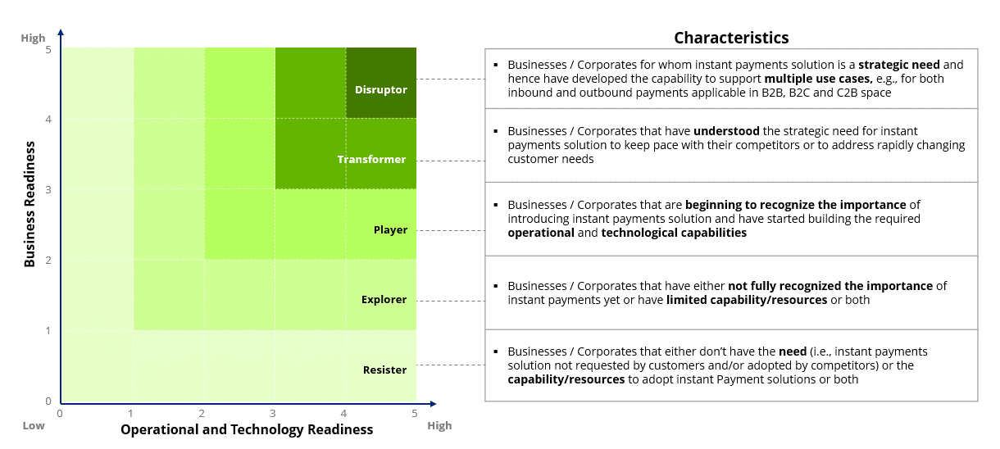 Characteristics
High
5
4
3
2
1
0
Business Readiness
Disruptor
Transformer
Player
Explorer
Resister
0 1 2 3 4 5
Low
Operational and Technology Readiness
High
▪ Businesses / Corporates for whom instant payments solution is a strategic need and
hence have developed the capability to support multiple use cases, e.g., for both
inbound and outbound payments applicable in B2B, B2C and C2B space
▪ Businesses / Corporates that have understood the strategic need for instant
payments solution to keep pace with their competitors or to address rapidly changing
customer needs
▪ Businesses / Corporates that are beginning to recognize the importance of
introducing instant payments solution and have started building the required
operational and technological capabilities
▪ Businesses / Corporates that have either not fully recognized the importance of
instant payments yet or have limited capability/resources or both
▪ Businesses / Corporates that either don’t have the need (i.e., instant payments
solution not requested by customers and/or adopted by competitors) or the
capability/resources to adopt instant Payment solutions or both